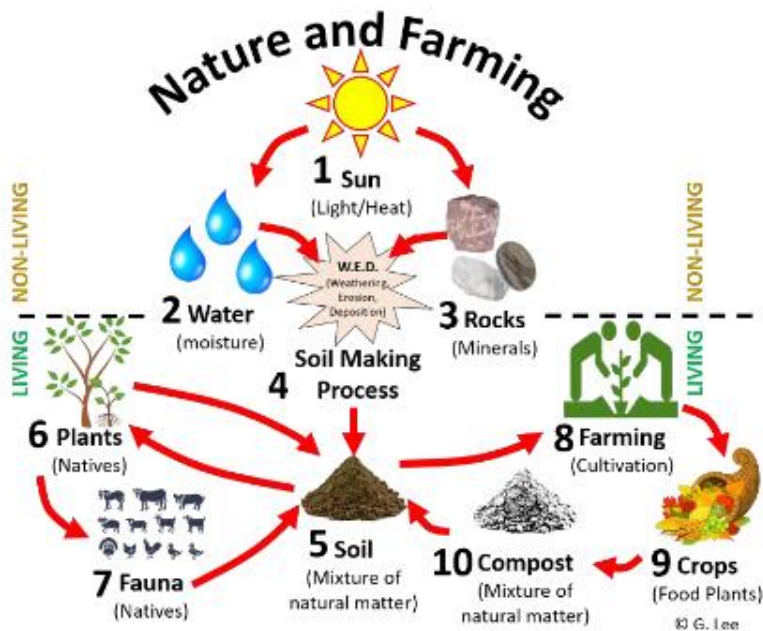 Nature and Farming
1 Sun
(Light/Heat)
NON-LIVING
NON-LIVING
W.E.D.
(Weathering,
Erosion,
Deposition)
2 Water
(moisture)
3 Rocks
(Minerals)
LIVING
LIVING
4 Soil Making
Process
6 Plants
(Natives)
8 Farming
(Cultivation)
5 Soil
(Mixture of
natural matter)
7 Fauna
(Natives)
10 Compost
(Mixture of
natural matter)
9 Crops
(Food Plants)
© G. Lee